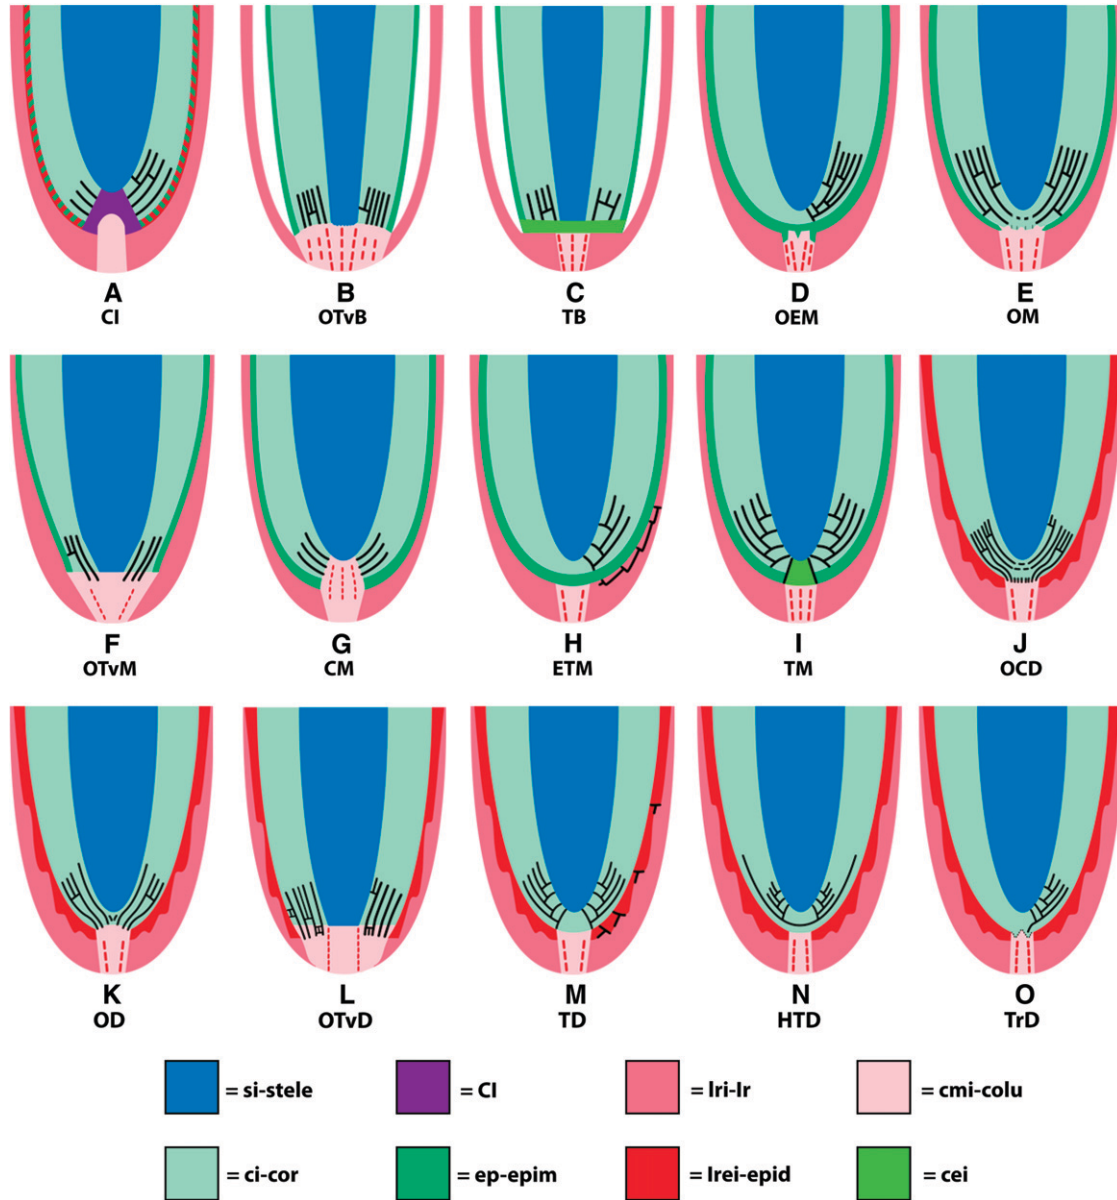 A B C D E
CI OTvB TB OEM OM
F G H I J
OTvM CM ETM TM OCD
K L M N O
OD OTvD TD HTD TrD
= si-stele = CI = lri-lr = cmi-colu
= ci-cor = ep-epim = lrei-epid = cei